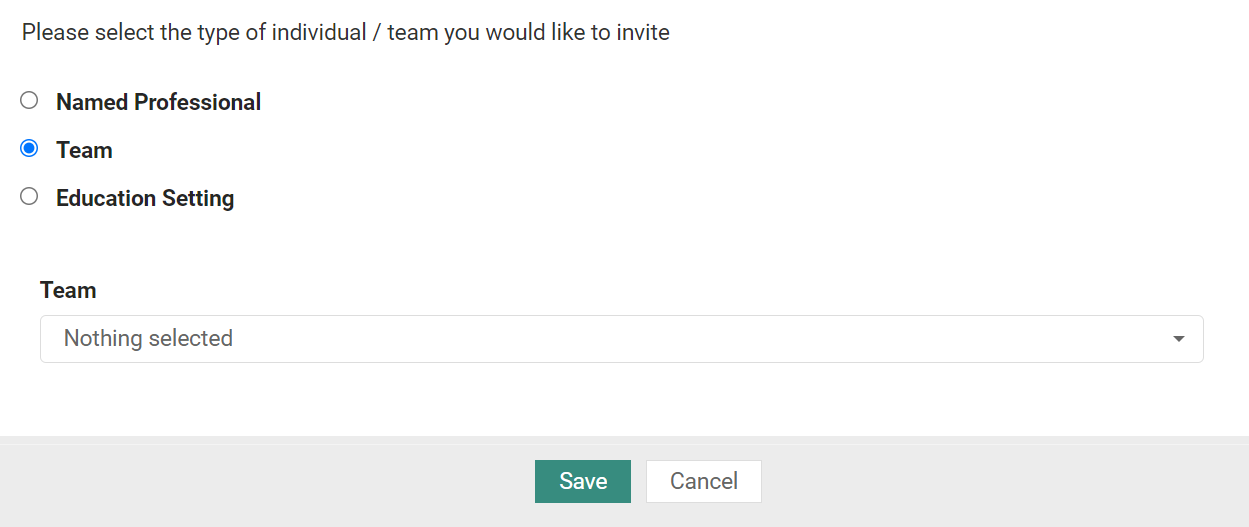 Please select the type of individual / team you would like to invite
Named Professional
Team
Education Setting
Team
Nothing selected
Save
Cancel